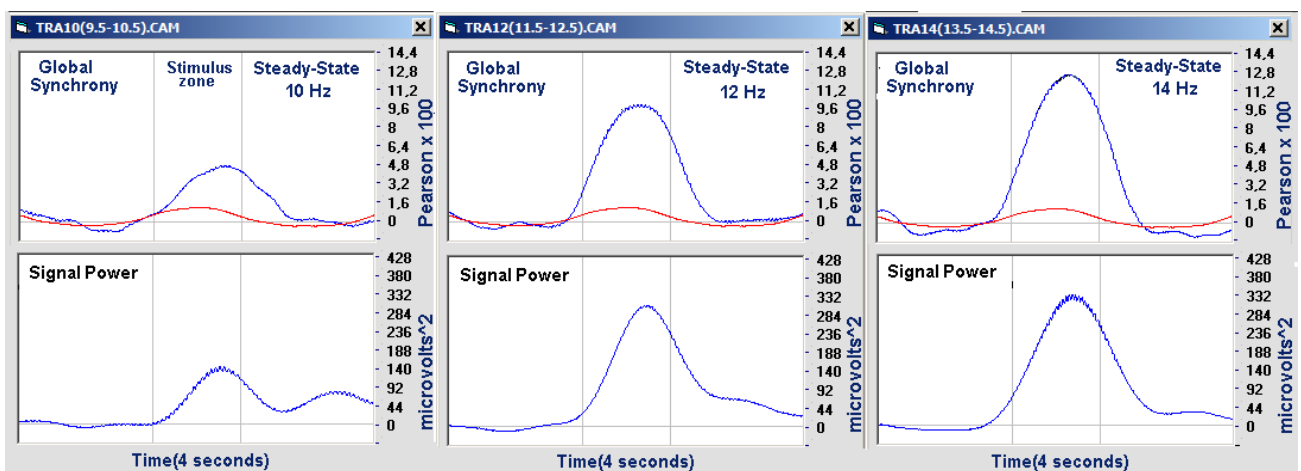 TRA10(9.5-10.5).CAM
Global
Synchrony
Stimulus
zone
Steady-State
10 Hz
14,4
12,8
11,2
9,6
8
6,4
4,8
3,2
1,6
0
Pearson x 100
Signal Power
428
380
332
284
236
188
140
92
44
0
microvolts^2
Time(4 seconds)
TRA12(11.5-12.5).CAM
Global
Synchrony
Steady-State
12 Hz
14,4
12,8
11,2
9,6
8
6,4
4,8
3,2
1,6
0
Pearson x 100
Signal Power
428
380
332
284
236
188
140
92
44
0
microvolts^2
Time(4 seconds)
TRA14(13.5-14.5).CAM
Global
Synchrony
Steady-State
14 Hz
14,4
12,8
11,2
9,6
8
6,4
4,8
3,2
1,6
0
Pearson x 100
Signal Power
428
380
332
284
236
188
140
92
44
0
microvolts^2
Time(4 seconds)